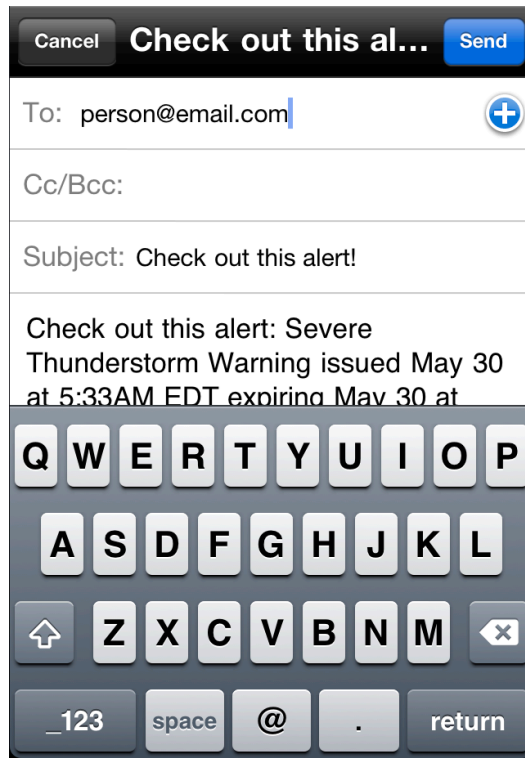 Cancel Check out this al... Send
To: person@email.com
Cc/Bcc:
Subject: Check out this alert!
Check out this alert: Severe
Thunderstorm Warning issued May 30
at 5:33AM EDT expiring May 30 at
Q W E R T Y U I O P
A S D F G H J K L
Z X C V B N M
_123 space @ . return